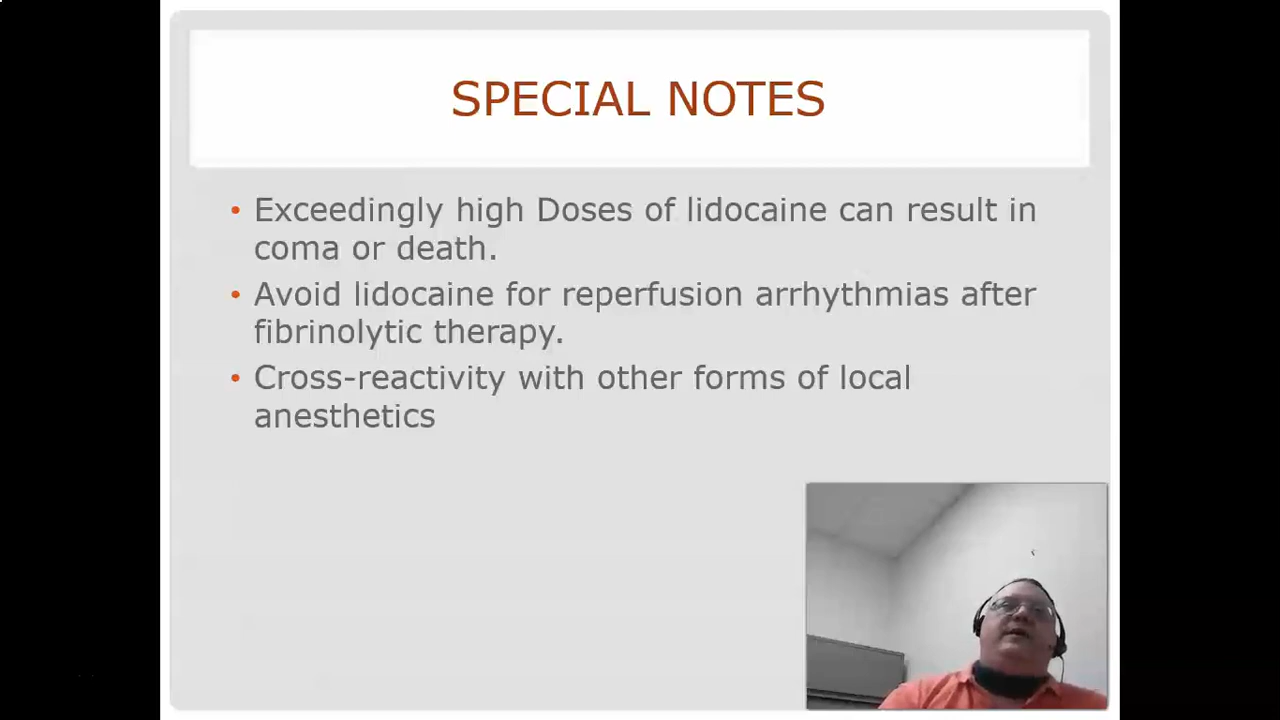 SPECIAL NOTES
• Exceedingly high Doses of lidocaine can result in
coma or death.
• Avoid lidocaine for reperfusion arrhythmias after
fibrinolytic therapy.
• Cross-reactivity with other forms of local
anesthetics